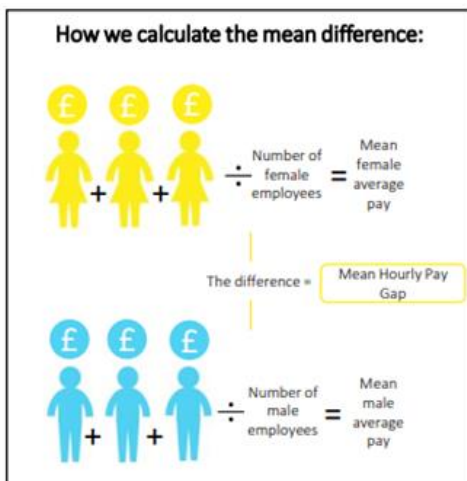 How we calculate the mean difference:
£ £ £
+ + ÷ Number of female employees = Mean female average pay
The difference = Mean Hourly Pay Gap
£ £ £
+ + ÷ Number of male employees = Mean male average pay